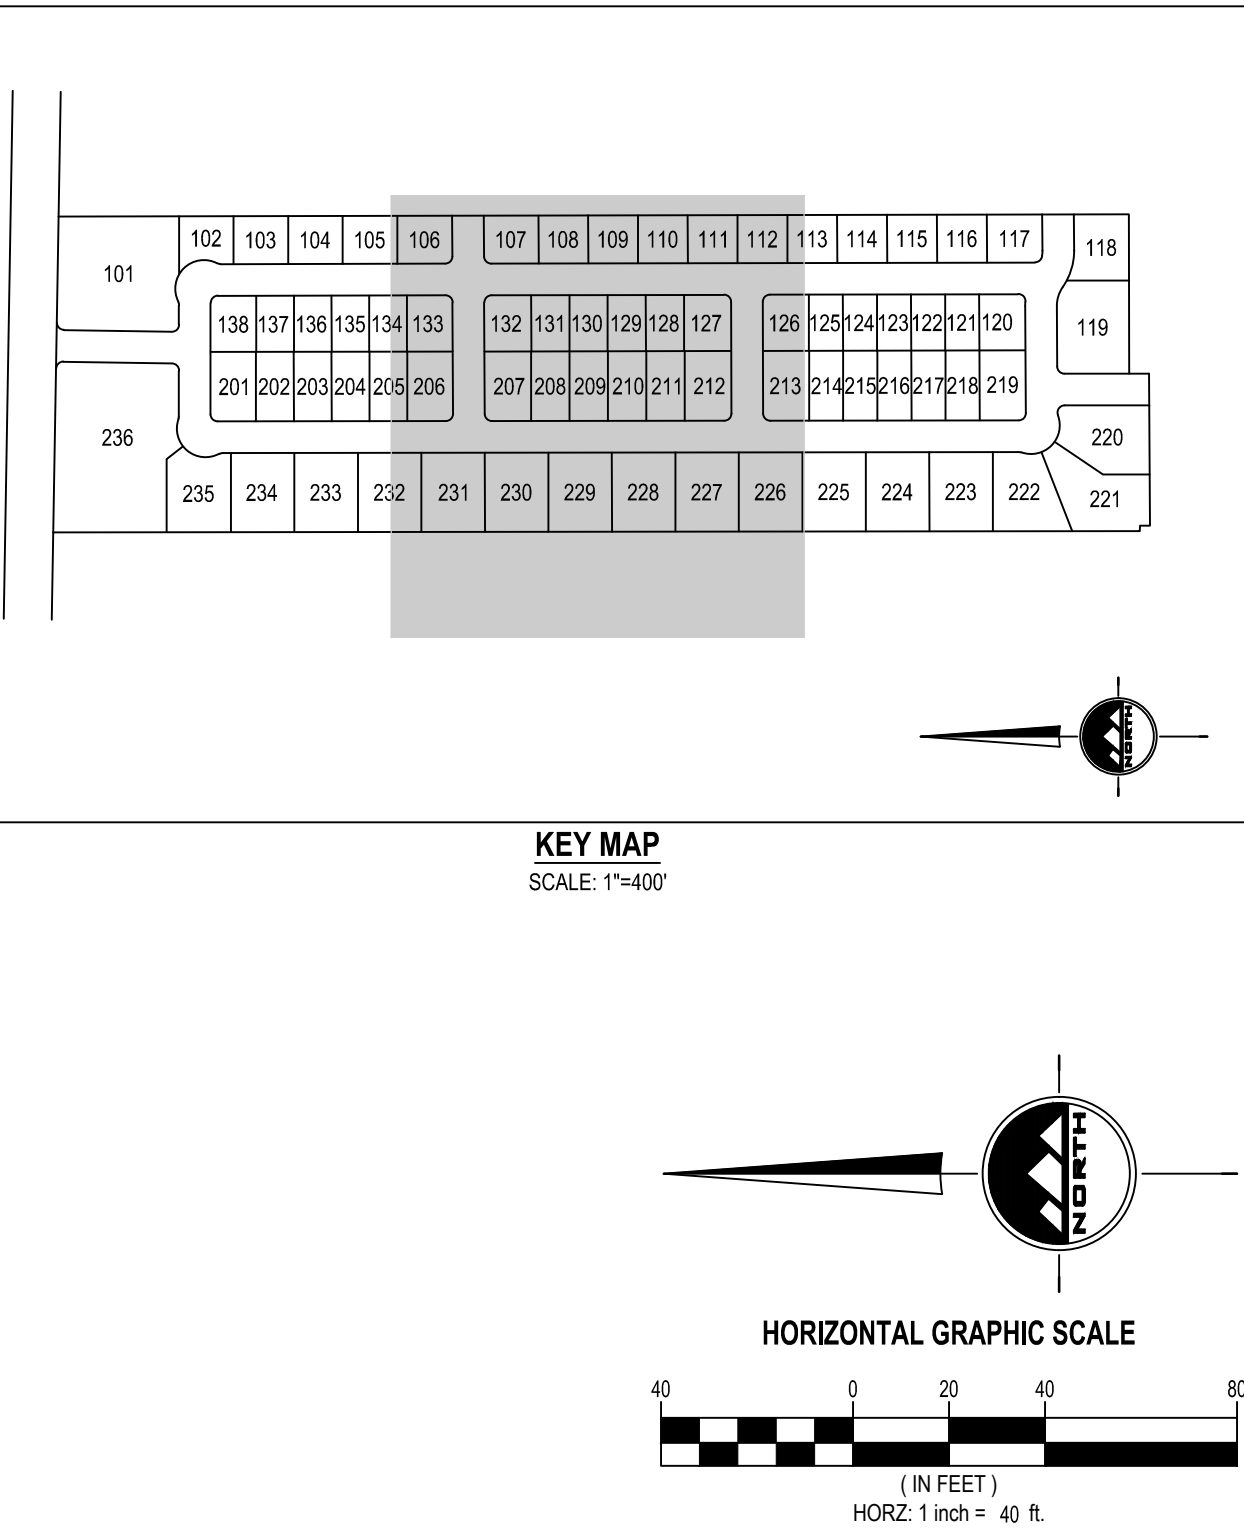 102 103 104 105 106 107 108 109 110 111 112 113 114 115 116 117 118
101
138 137 136 135 134 133 132 131 130 129 128 127 126 125 124 123 122 121 120 119
201 202 203 204 205 206 207 208 209 210 211 212 213 214 215 216 217 218 219
236 220
235 234 233 232 231 230 229 228 227 226 225 224 223 222 221
NORTH
KEY MAP
SCALE: 1"=400'
NORTH
HORIZONTAL GRAPHIC SCALE
40 0 20 40 80
( IN FEET )
HORZ: 1 inch = 40 ft.